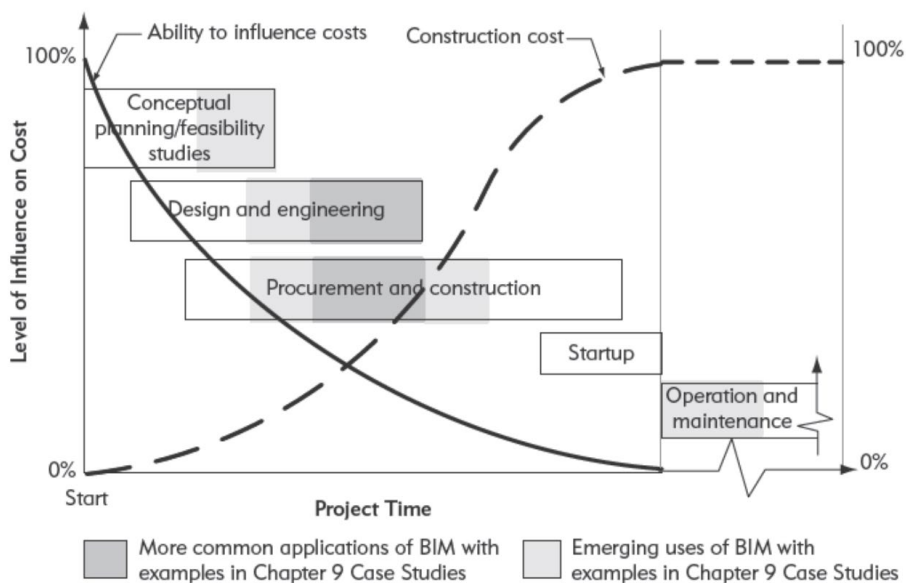 Ability to influence costs
Construction cost
100%
100%
Conceptual
planning/feasibility
studies
Design and engineering
Procurement and construction
Startup
Operation and
maintenance
Level of Influence on Cost
0%
0%
Start
Project Time
More common applications of BIM with
examples in Chapter 9 Case Studies
Emerging uses of BIM with
examples in Chapter 9 Case Studies